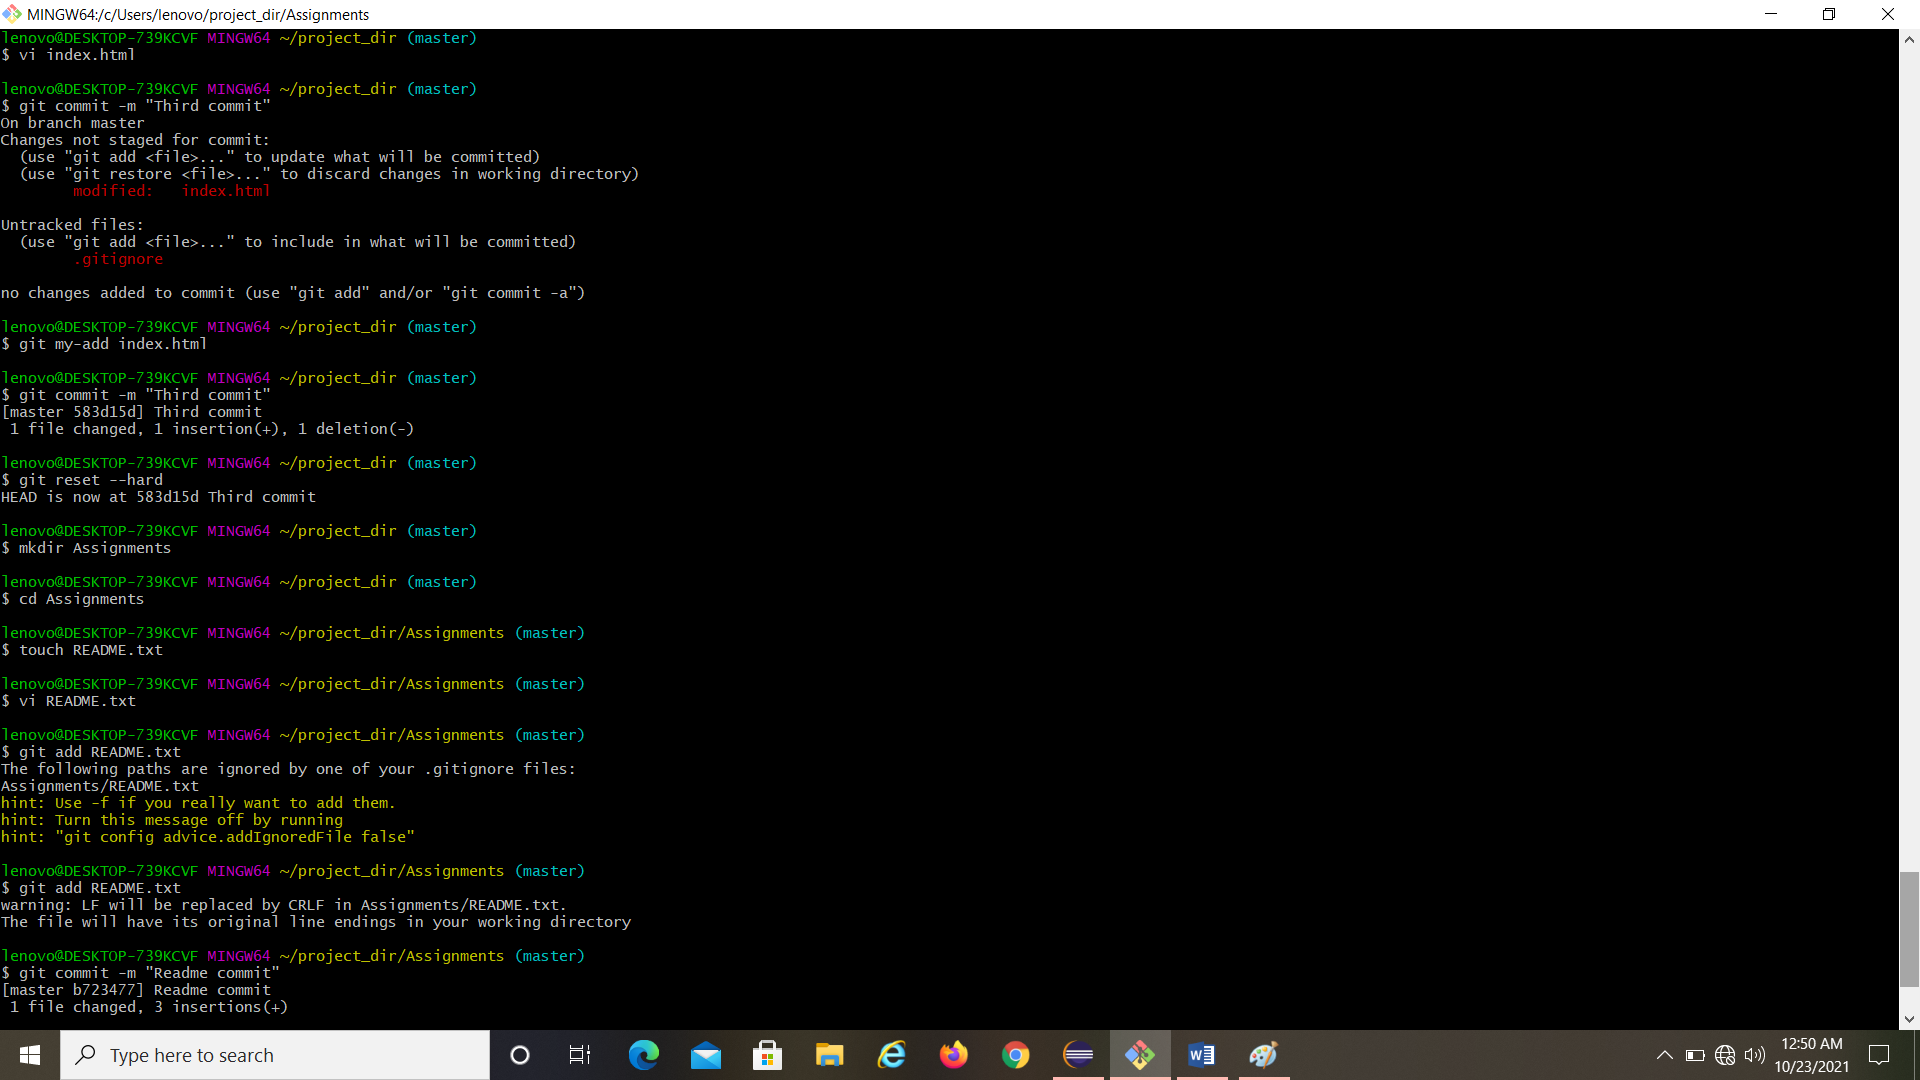 MINGW64:/c/Users/lenovo/project_dir/Assignments
lenovo@DESKTOP-739KCVF MINGW64 ~/project_dir (master)
$ vi index.html
lenovo@DESKTOP-739KCVF MINGW64 ~/project_dir (master)
$ git commit -m "Third commit"
On branch master
Changes not staged for commit:
  (use "git add <file>..." to update what will be committed)
  (use "git restore <file>..." to discard changes in working directory)
        modified:   index.html
Untracked files:
  (use "git add <file>..." to include in what will be committed)
        .gitignore
no changes added to commit (use "git add" and/or "git commit -a")
lenovo@DESKTOP-739KCVF MINGW64 ~/project_dir (master)
$ git my-add index.html
lenovo@DESKTOP-739KCVF MINGW64 ~/project_dir (master)
$ git commit -m "Third commit"
[master 583d15d] Third commit
 1 file changed, 1 insertion(+), 1 deletion(-)
lenovo@DESKTOP-739KCVF MINGW64 ~/project_dir (master)
$ git reset --hard
HEAD is now at 583d15d Third commit
lenovo@DESKTOP-739KCVF MINGW64 ~/project_dir (master)
$ mkdir Assignments
lenovo@DESKTOP-739KCVF MINGW64 ~/project_dir (master)
$ cd Assignments
lenovo@DESKTOP-739KCVF MINGW64 ~/project_dir/Assignments (master)
$ touch README.txt
lenovo@DESKTOP-739KCVF MINGW64 ~/project_dir/Assignments (master)
$ vi README.txt
lenovo@DESKTOP-739KCVF MINGW64 ~/project_dir/Assignments (master)
$ git add README.txt
The following paths are ignored by one of your .gitignore files:
Assignments/README.txt
hint: Use -f if you really want to add them.
hint: Turn this message off by running
hint: "git config advice.addIgnoredFile false"
lenovo@DESKTOP-739KCVF MINGW64 ~/project_dir/Assignments (master)
$ git add README.txt
warning: LF will be replaced by CRLF in Assignments/README.txt.
The file will have its original line endings in your working directory
lenovo@DESKTOP-739KCVF MINGW64 ~/project_dir/Assignments (master)
$ git commit -m "Readme commit"
[master b723477] Readme commit
 1 file changed, 3 insertions(+)
Type here to search
12:50 AM
10/23/2021